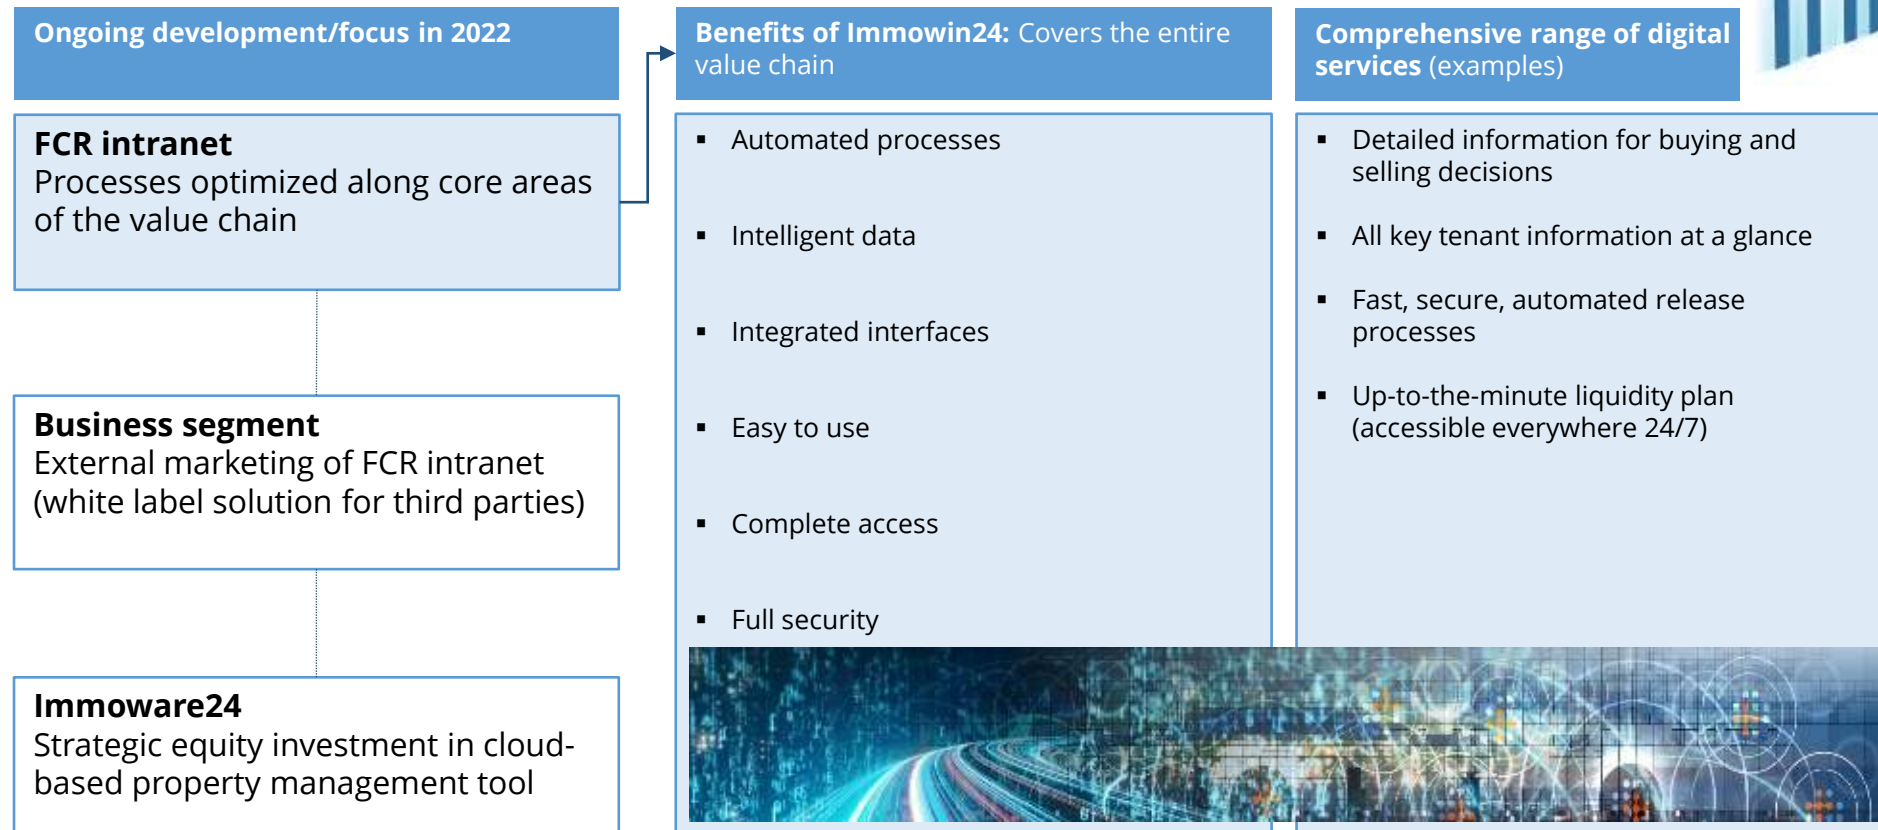 Ongoing development/focus in 2022
FCR intranet
Processes optimized along core areas
of the value chain
Business segment
External marketing of FCR intranet
(white label solution for third parties)
Immoware24
Strategic equity investment in cloud-
based property management tool
Benefits of Immowin24: Covers the entire
value chain
▪ Automated processes
▪ Intelligent data
▪ Integrated interfaces
▪ Easy to use
▪ Complete access
▪ Full security
Comprehensive range of digital
services (examples)
▪ Detailed information for buying and
selling decisions
▪ All key tenant information at a glance
▪ Fast, secure, automated release
processes
▪ Up-to-the-minute liquidity plan
(accessible everywhere 24/7)